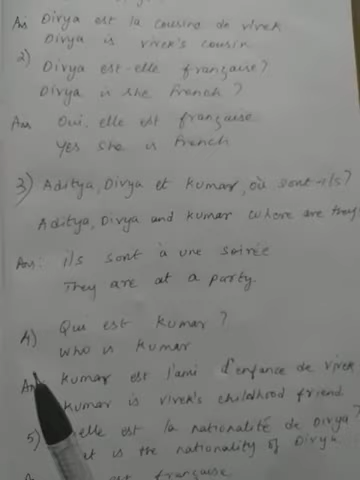 Ans Divya est la cousine de vivek
Divya is vivek's cousin
2) Divya est-elle française?
Divya is she French?
Ans Oui, elle est française
Yes she is French
3) Aditya, Divya et Kumar, où sont-ils?
Aditya, Divya and Kumar where are they
Ans: ils sont à une soirée
They are at a party.
4) Qui est Kumar?
Who is Kumar
Ans Kumar est l'ami d'enfance de vivek
Kumar is vivek's childhood friend
5) elle est la nationalité de Divya?
at is the nationality of Divya
est française